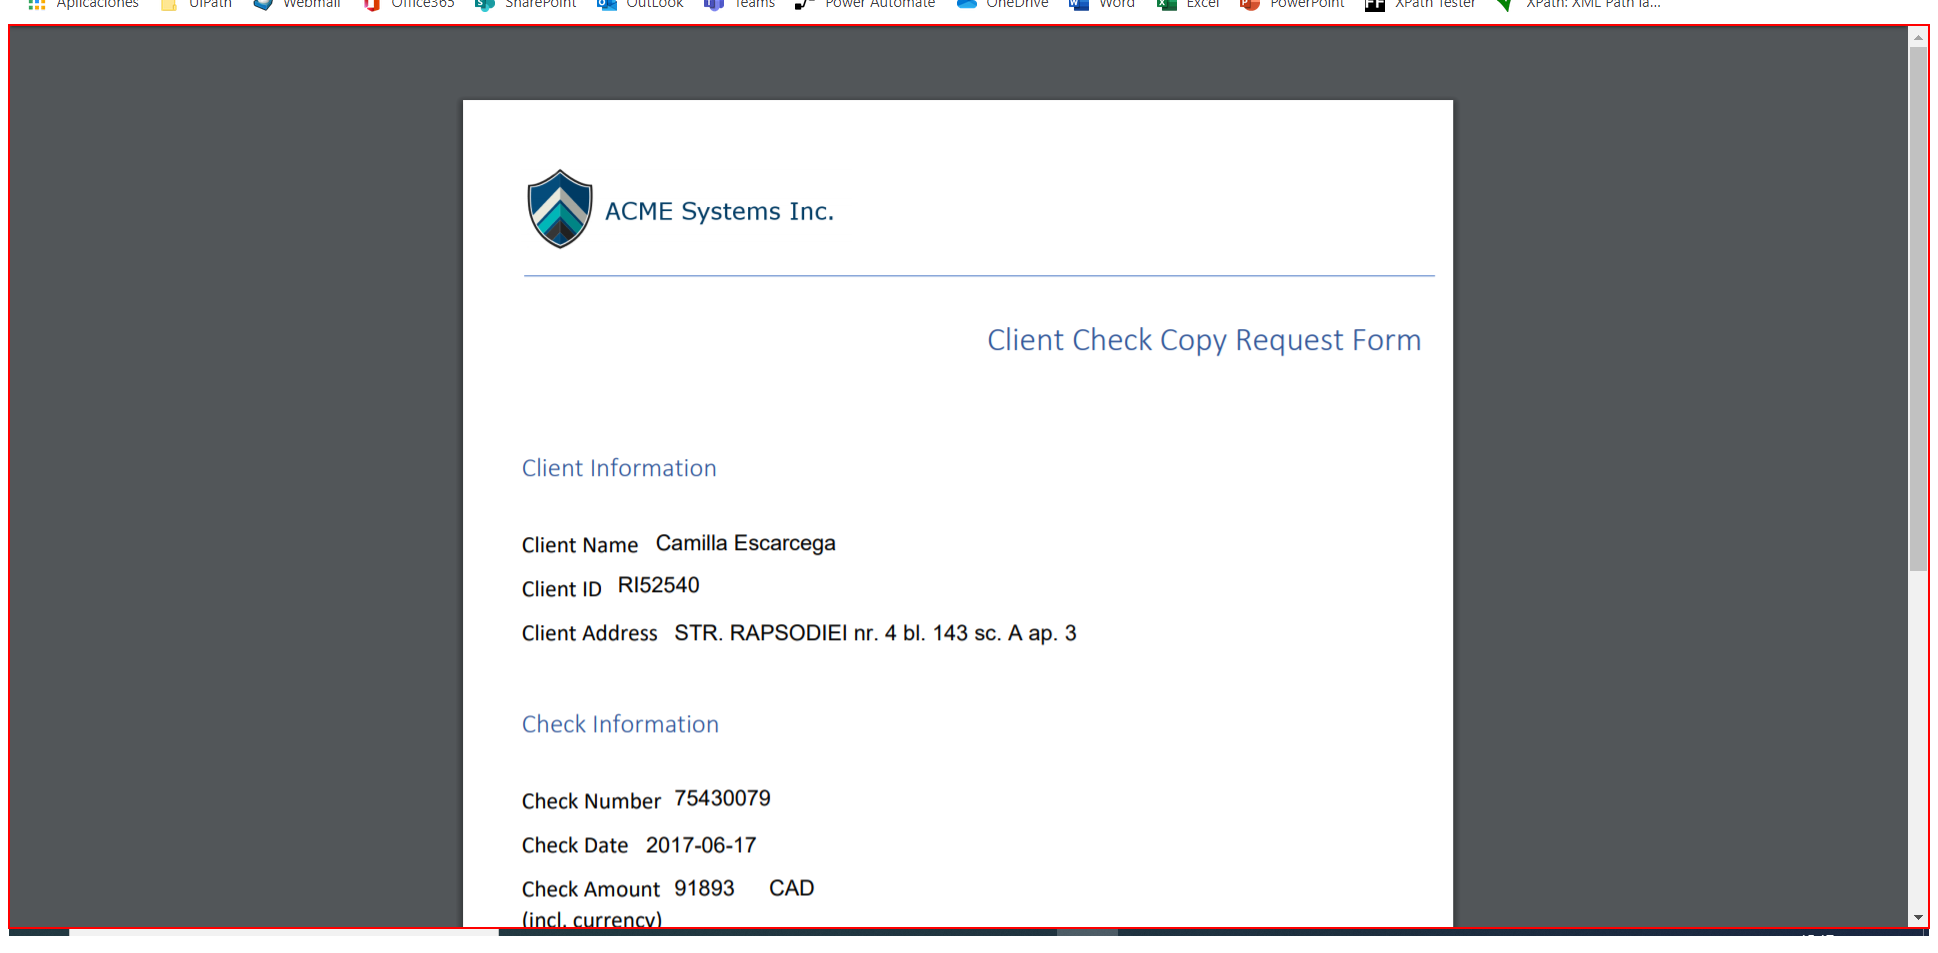 Aplicaciones UiPath Webmail Office365 SharePoint OutLook Teams Power Automate OneDrive Word Excel PowerPoint FF XPath Tester XPath: XML Path la...
ACME Systems Inc.
Client Check Copy Request Form
Client Information
Client Name Camilla Escarcega
Client ID RI52540
Client Address STR. RAPSODIEI nr. 4 bl. 143 sc. A ap. 3
Check Information
Check Number 75430079
Check Date 2017-06-17
Check Amount 91893 CAD
(incl. currency)